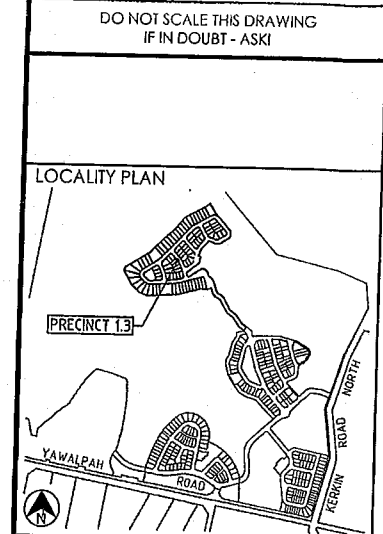 DO NOT SCALE THIS DRAWING
IF IN DOUBT - ASK!
LOCALITY PLAN
PRECINCT 1.3
YAWALPAH
ROAD
KERKIN ROAD NORTH
N